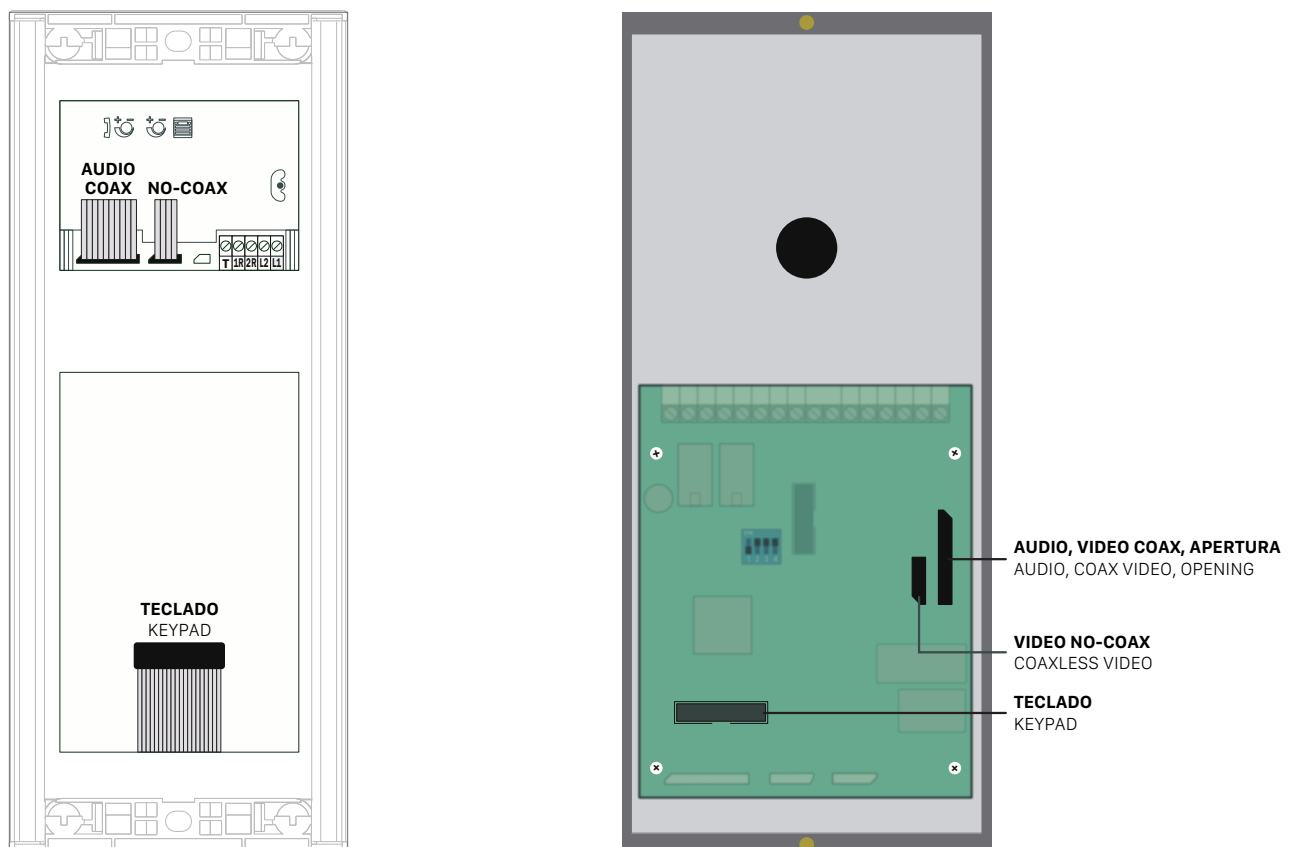 AUDIO
COAX NO-COAX
T 1R 2R L2 L1
TECLADO
KEYPAD
AUDIO, VIDEO COAX, APERTURA
AUDIO, COAX VIDEO, OPENING
VIDEO NO-COAX
COAXLESS VIDEO
TECLADO
KEYPAD